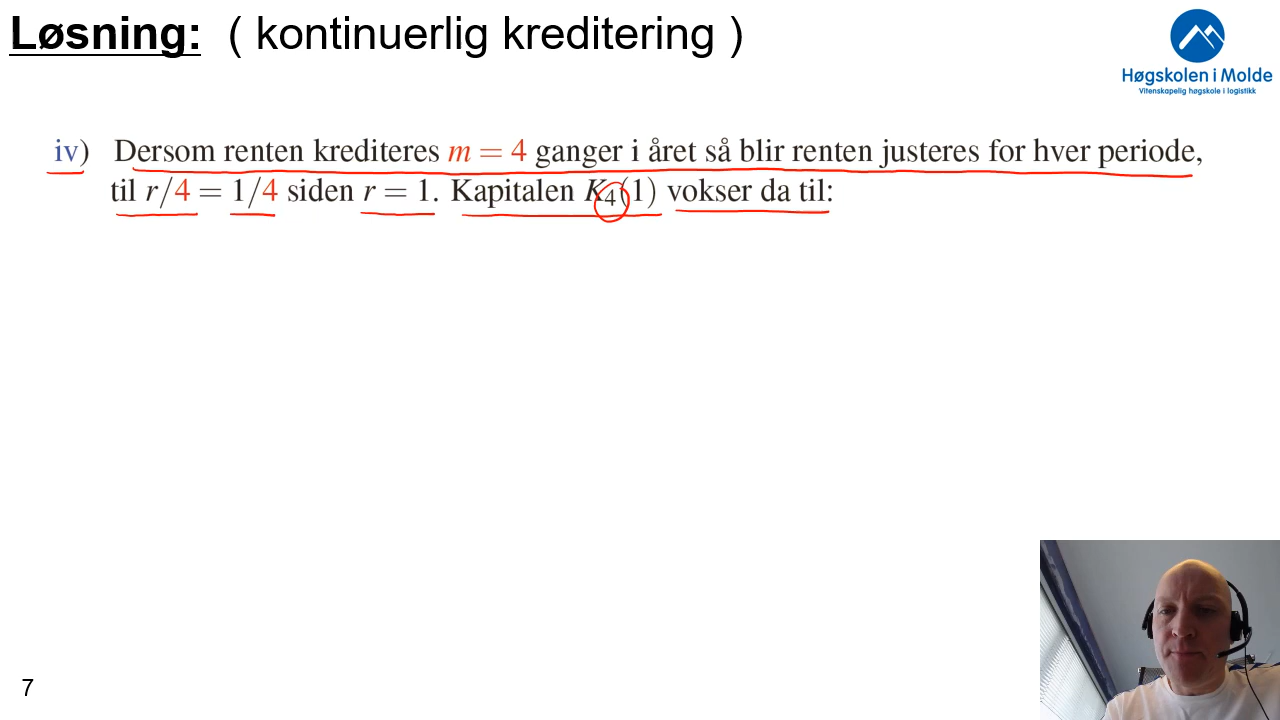 Løsning: ( kontinuerlig kreditering )
Høgskolen i Molde
Vitenskapelig høgskole i logistikk
iv) Dersom renten krediteres m = 4 ganger i året så blir renten justeres for hver periode,
til r/4 = 1/4 siden r = 1. Kapitalen K₄(1) vokser da til:
7